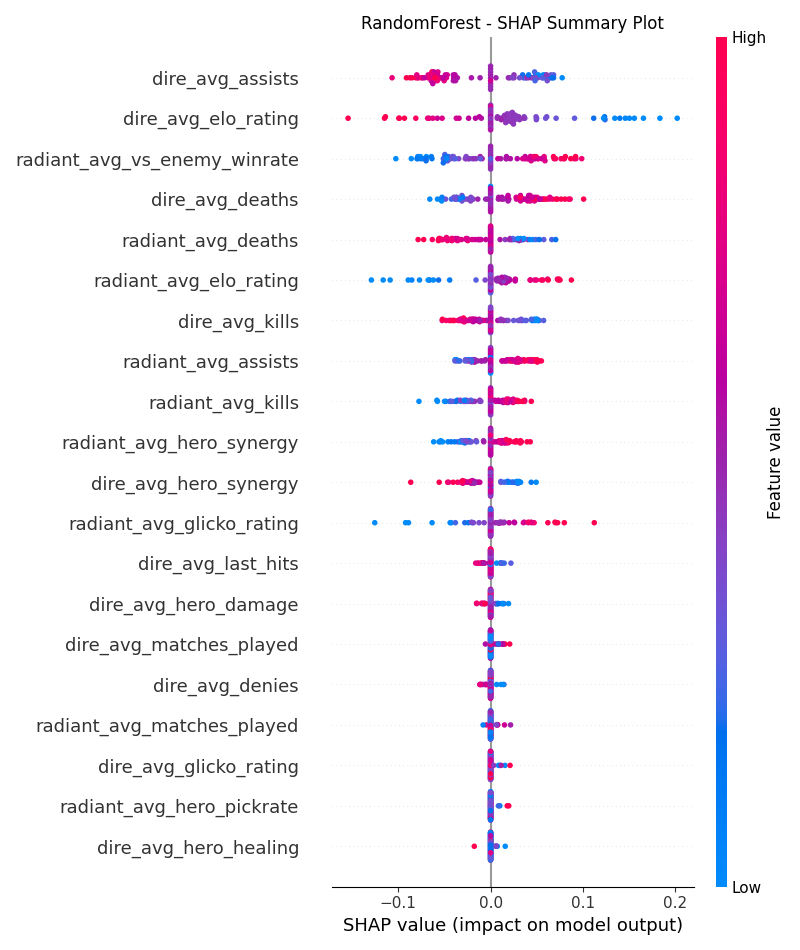 RandomForest - SHAP Summary Plot
High
dire_avg_assists
dire_avg_elo_rating
radiant_avg_vs_enemy_winrate
dire_avg_deaths
radiant_avg_deaths
radiant_avg_elo_rating
dire_avg_kills
radiant_avg_assists
radiant_avg_kills
radiant_avg_hero_synergy
dire_avg_hero_synergy
radiant_avg_glicko_rating
dire_avg_last_hits
dire_avg_hero_damage
dire_avg_matches_played
dire_avg_denies
radiant_avg_matches_played
dire_avg_glicko_rating
radiant_avg_hero_pickrate
dire_avg_hero_healing
Feature value
Low
−0.1 0.0 0.1 0.2
SHAP value (impact on model output)